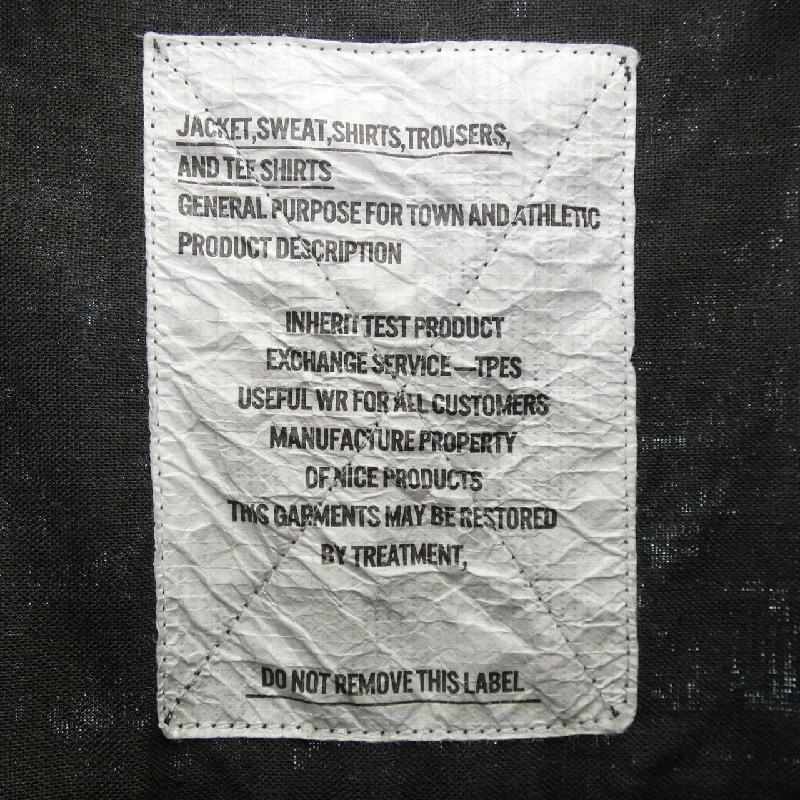 JACKET,SWEAT,SHIRTS,TROUSERS,
AND TEE SHIRTS
GENERAL PURPOSE FOR TOWN AND ATHLETIC
PRODUCT DESCRIPTION
INHERIT TEST PRODUCT
EXCHANGE SERVICE—TPES
USEFUL WR FOR ALL CUSTOMERS
MANUFACTURE PROPERTY
OF NICE PRODUCTS
THIS GARMENTS MAY BE RESTORED
BY TREATMENT,
DO NOT REMOVE THIS LABEL